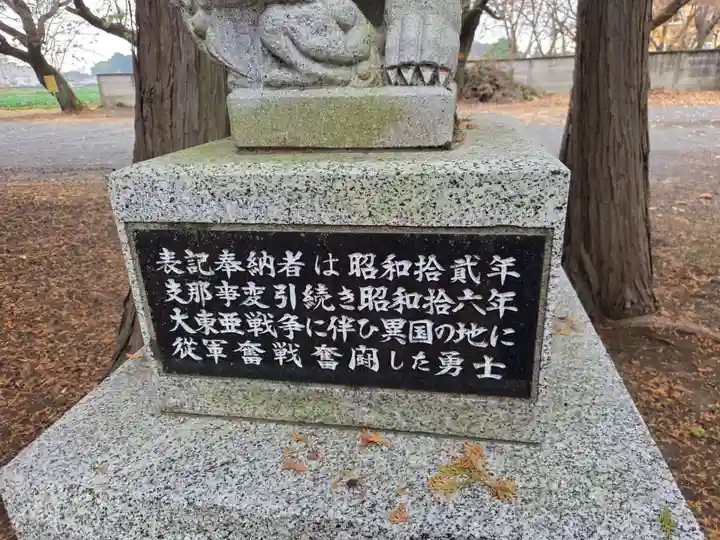 表記奉納者は昭和拾貳年
支那事変引続き昭和拾六年
大東亜戦争に伴ひ異国の地に
從軍奮戦奮闘した勇士